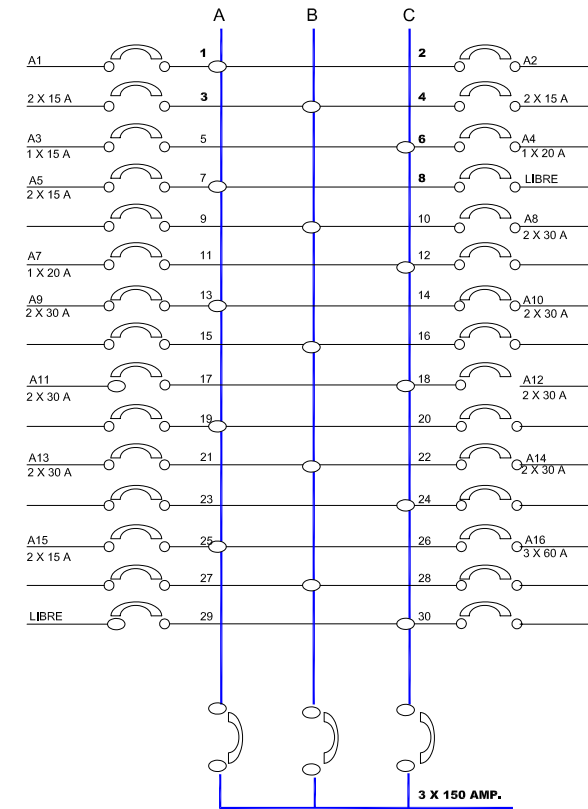 A B C
A1 1 2 A2
2 X 15 A 3 4 2 X 15 A
A3 5 6 A4
1 X 15 A 1 X 20 A
A5 7 8 LIBRE
2 X 15 A
9 10 A8
2 X 30 A
A7 11 12
1 X 20 A
A9 13 14 A10
2 X 30 A 2 X 30 A
15 16
A11 17 18 A12
2 X 30 A 2 X 30 A
19 20
A13 21 22 A14
2 X 30 A 2 X 30 A
23 24
A15 25 26 A16
2 X 15 A 3 X 60 A
27 28
LIBRE 29 30
3 X 150 AMP.